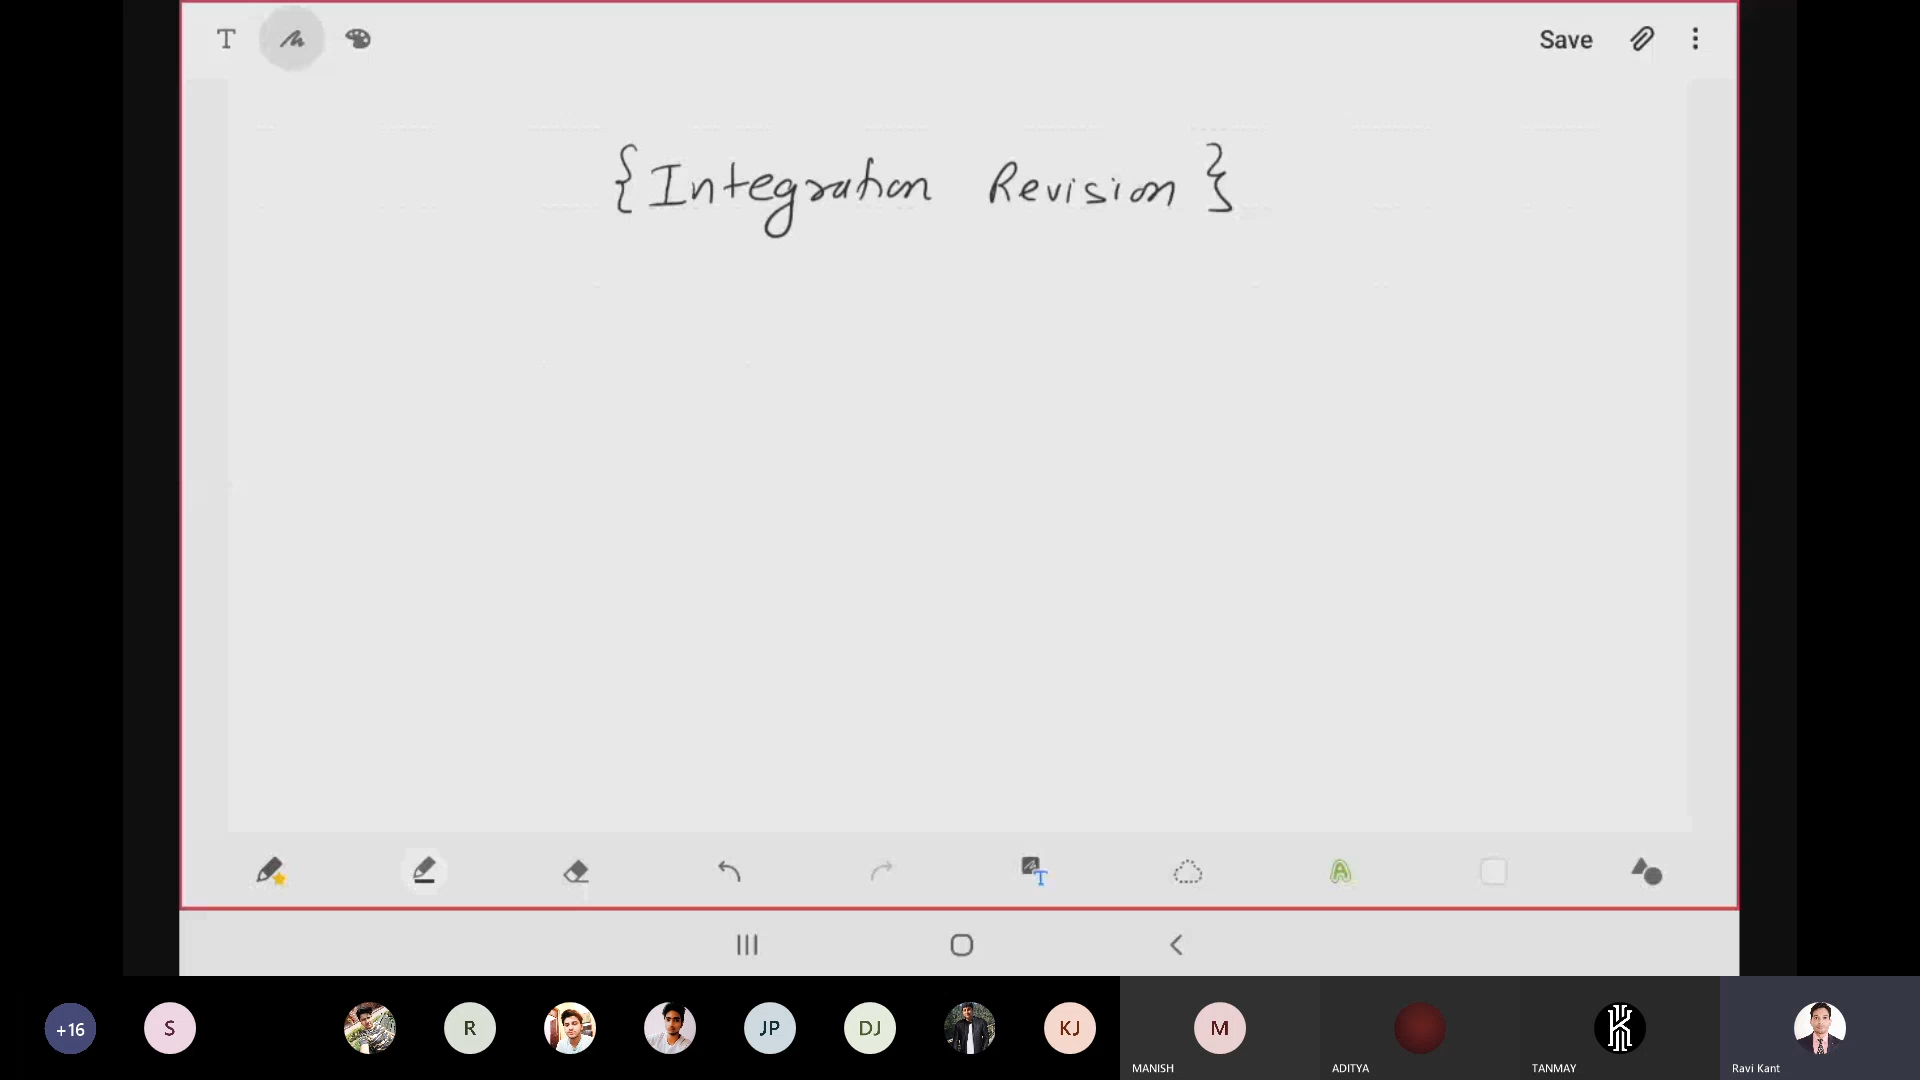 T
Save
{ Integration Revision }
T
A
+16
S
R
JP
DJ
KJ
M
MANISH
ADITYA
TANMAY
Ravi Kant